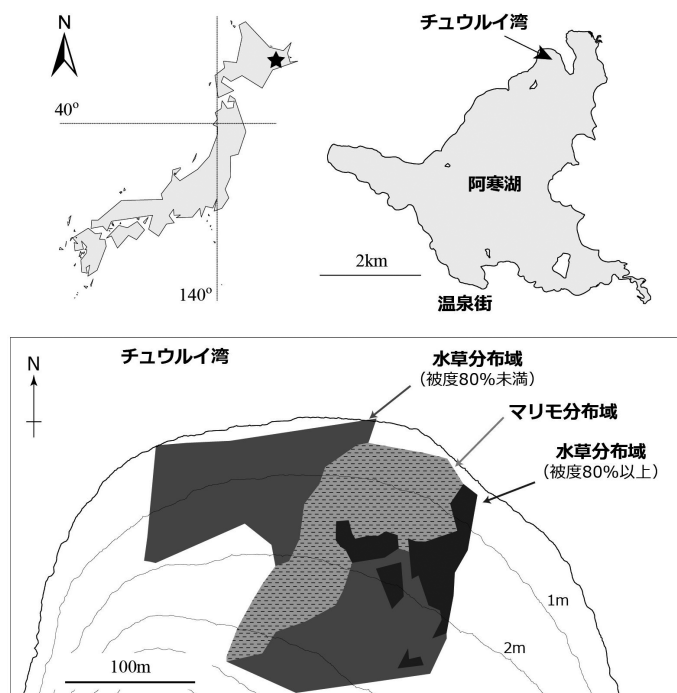 N
40°
140°
チュウルイ湾
阿寒湖
2km
温泉街
N
チュウルイ湾
水草分布域
（被度80%未満）
マリモ分布域
水草分布域
（被度80%以上）
1m
2m
100m